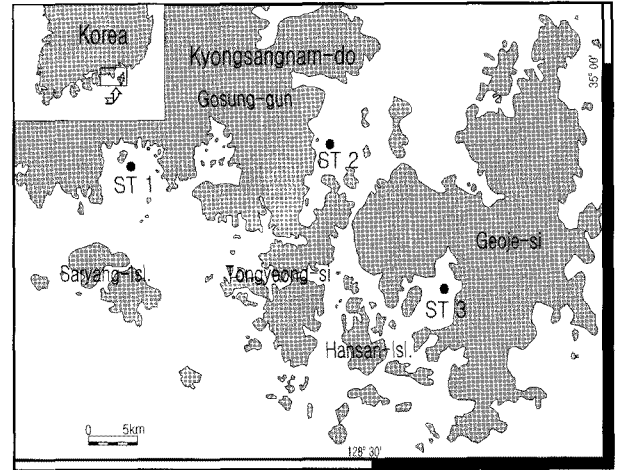 Korea
Kyongsangnam-do
Gosung-gun
35° 00'
ST 2
ST 1
Geoje-si
Saryang-Isl.
Tongyeong-si
ST 3
Hansan-Isl.
0 5km
128° 30'